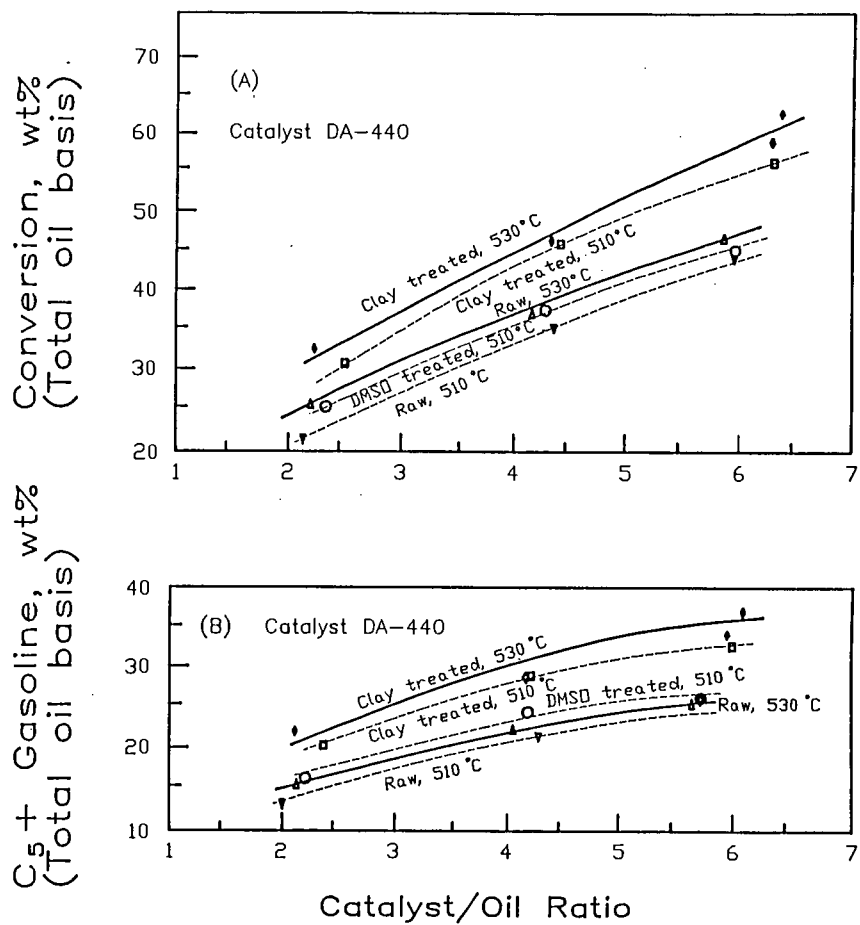 Conversion, wt%
(Total oil basis).
70
60
50
40
30
20
(A)
Catalyst DA-440
Clay treated, 530°C
Clay treated, 510°C
Raw, 530°C
DMSO treated, 510°C
Raw, 510°C
1 2 3 4 5 6 7
C5+ Gasoline, wt%
(Total oil basis)
40
30
20
10
(B) Catalyst DA-440
Clay treated, 530°C
Clay treated, 510°C
DMSO treated, 510°C
Raw, 530°C
Raw, 510°C
1 2 3 4 5 6 7
Catalyst/Oil Ratio